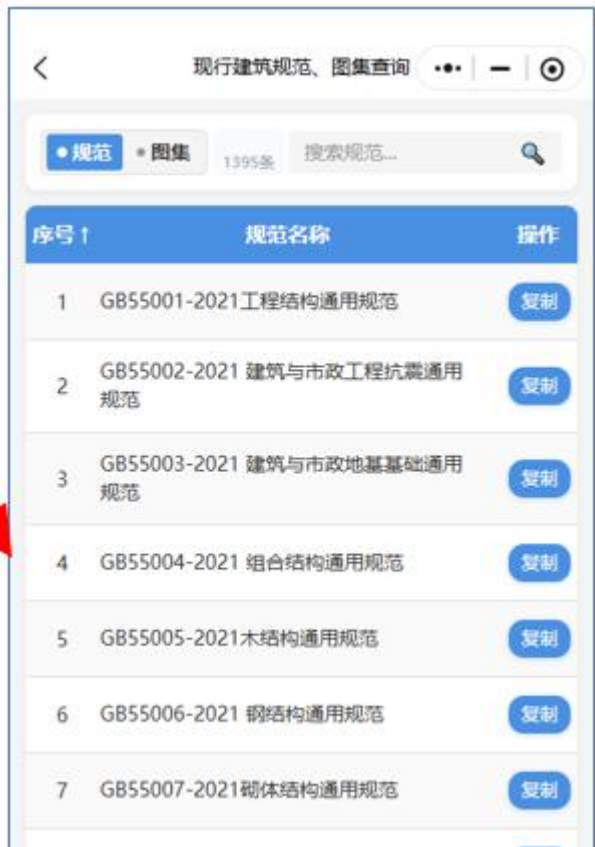 现行建筑规范、图集查询
规范 图集 1395条 搜索规范...
序号↑ 规范名称 操作
1 GB55001-2021工程结构通用规范 复制
2 GB55002-2021 建筑与市政工程抗震通用
规范 复制
3 GB55003-2021 建筑与市政地基基础通用
规范 复制
4 GB55004-2021 组合结构通用规范 复制
5 GB55005-2021木结构通用规范 复制
6 GB55006-2021 钢结构通用规范 复制
7 GB55007-2021砌体结构通用规范 复制